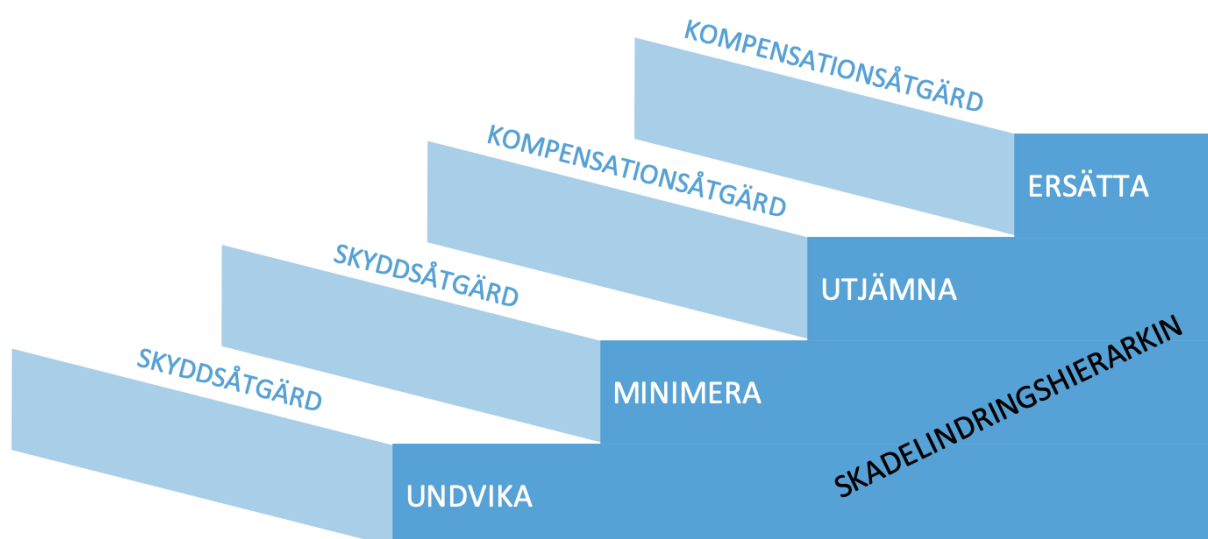 KOMPENSATIONSÅTGÄRD
ERSÄTTA
KOMPENSATIONSÅTGÄRD
UTJÄMNA
SKYDDSÅTGÄRD
MINIMERA
SKYDDSÅTGÄRD
UNDVIKA
SKADELINDRINGSHIERARKIN